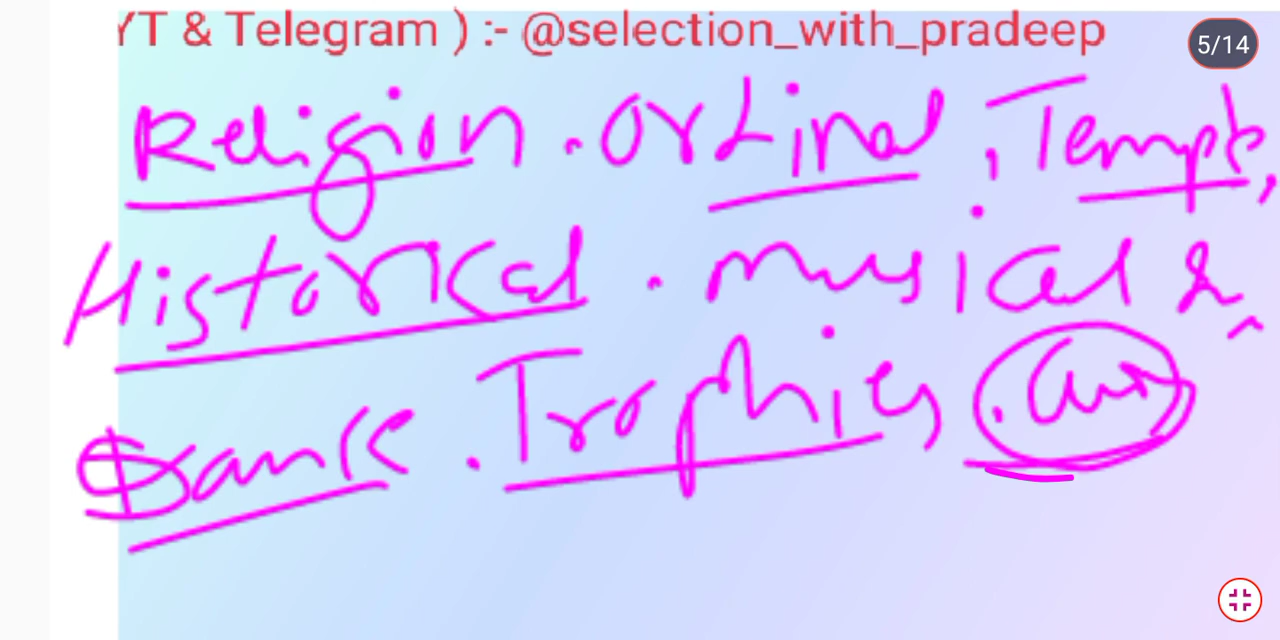 YT & Telegram ) :- @selection_with_pradeep
5/14
Religion . Ordinal , Temple,
Historical . musical &
Dance . Trophies .